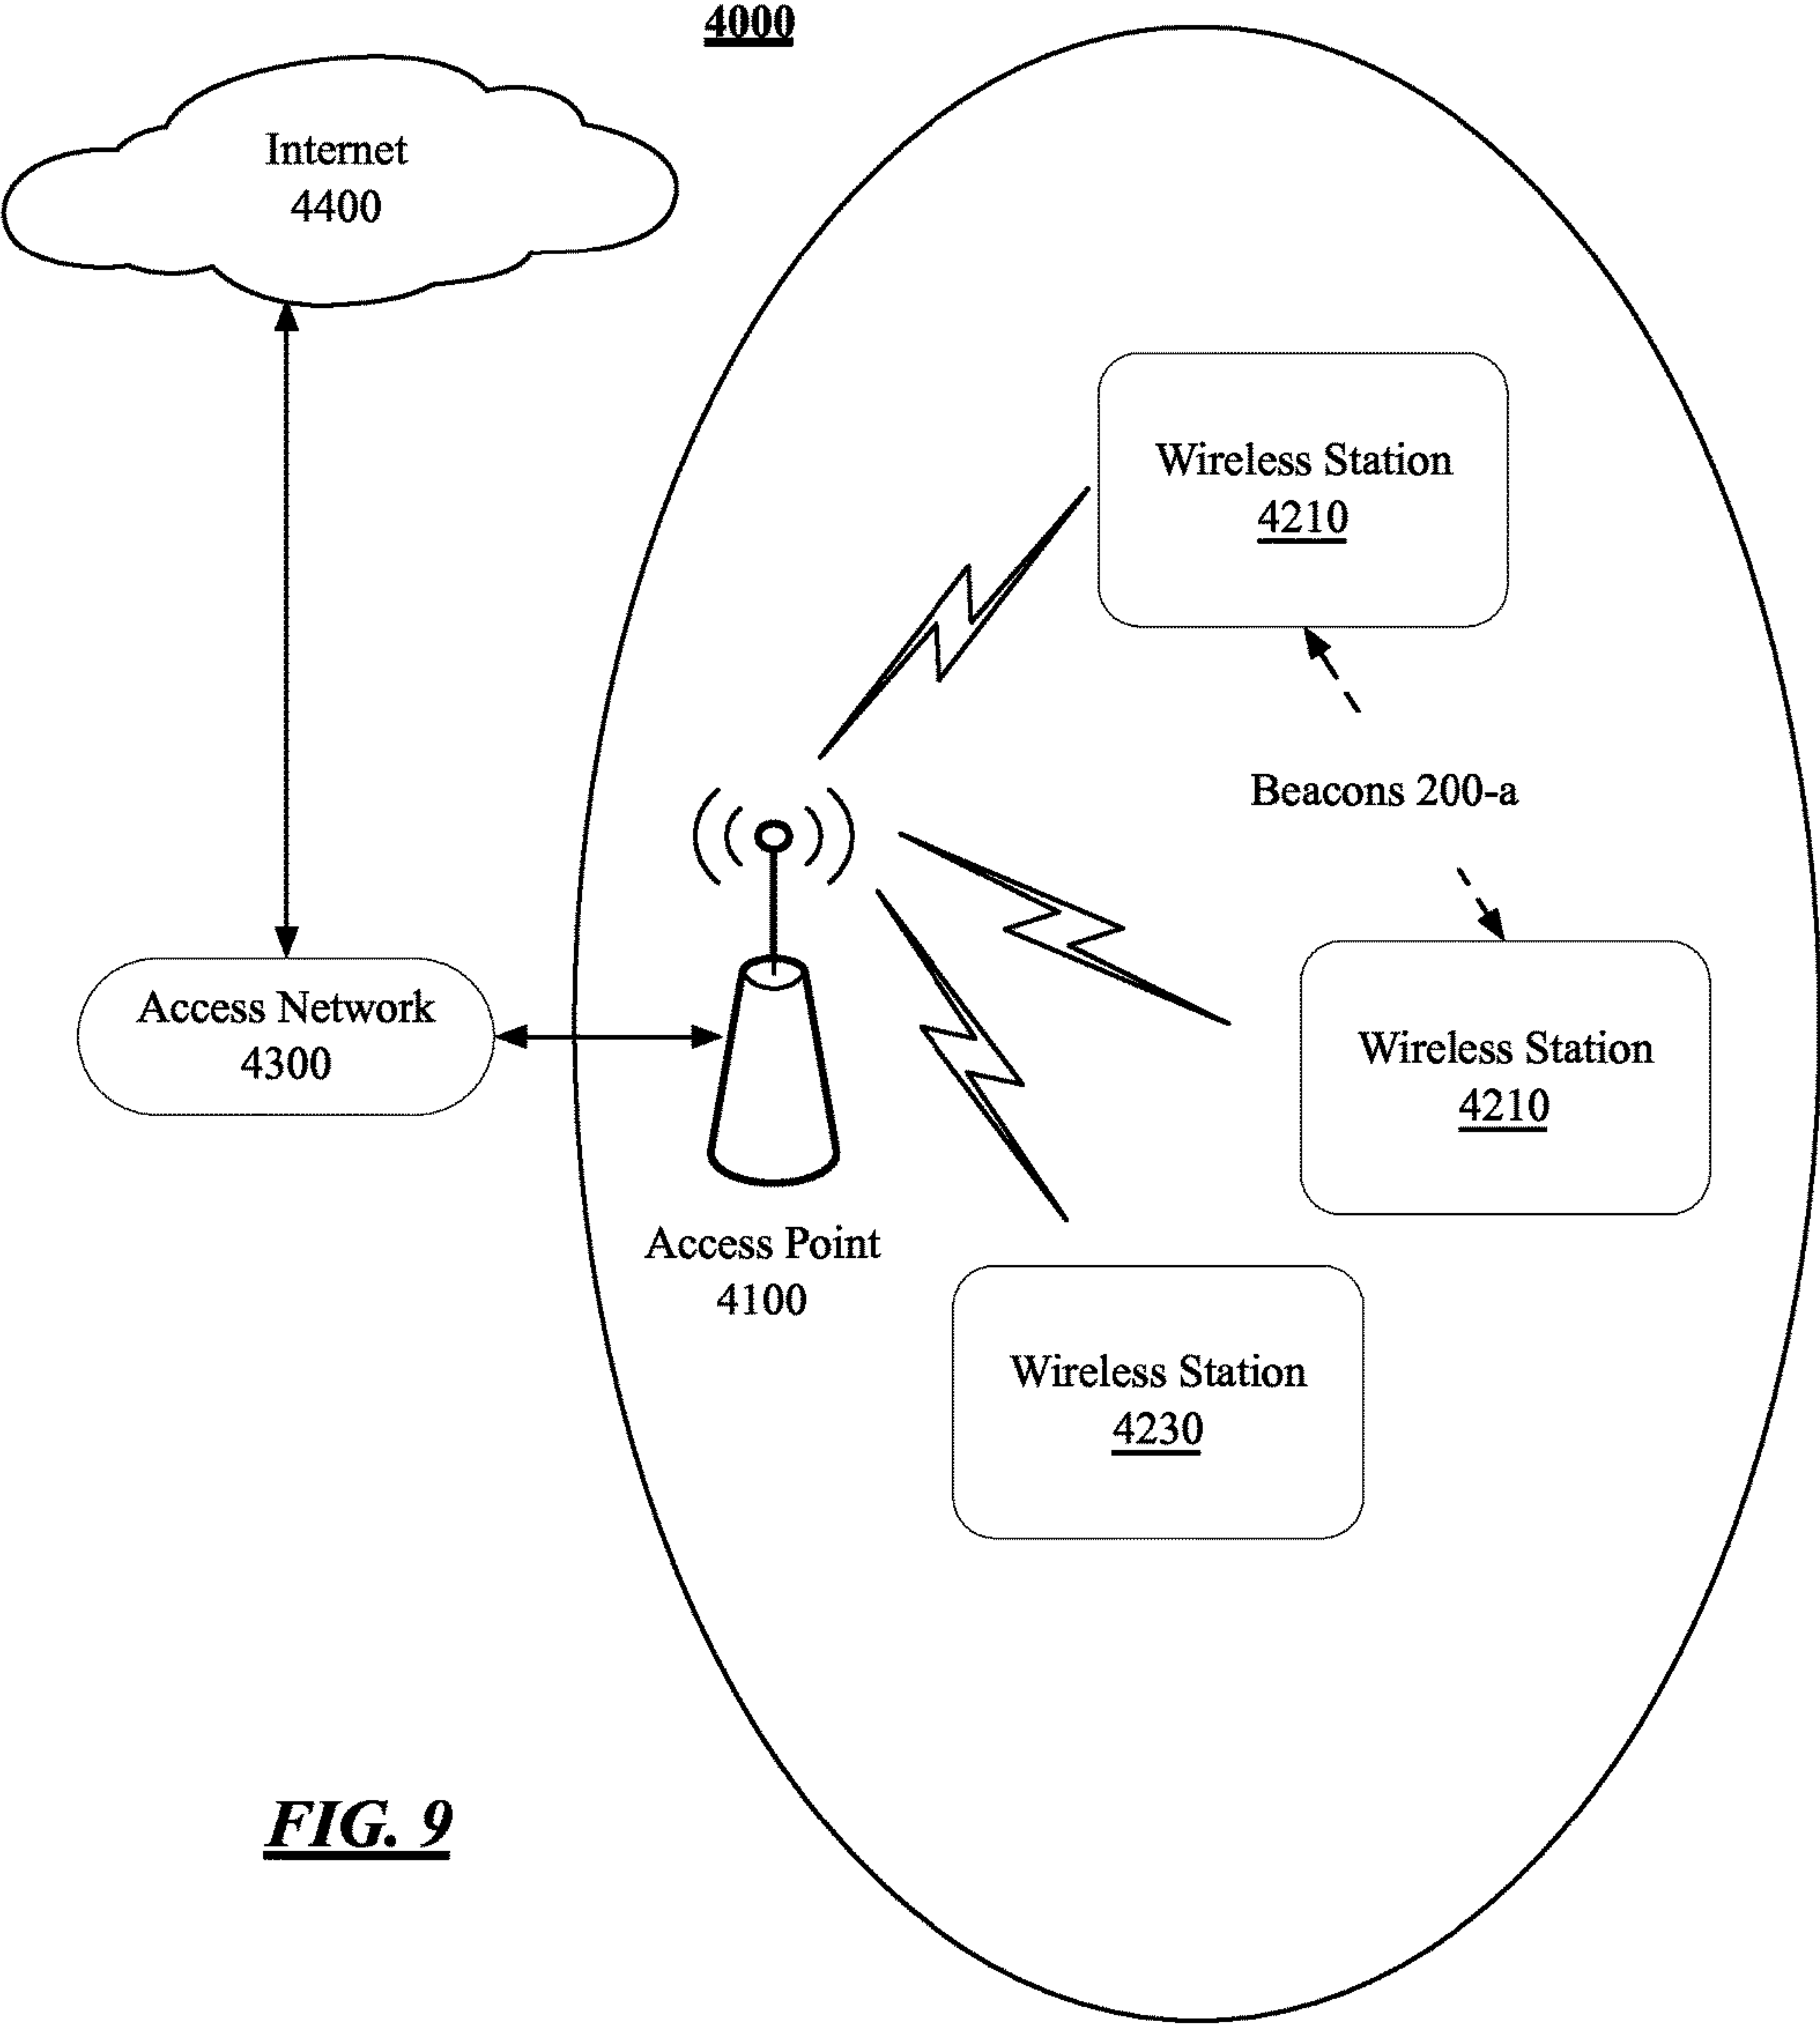 4000
Internet
4400
Wireless Station
4210
Beacons 200-a
Access Network
4300
Wireless Station
4210
Access Point
4100
Wireless Station
4230
FIG. 9